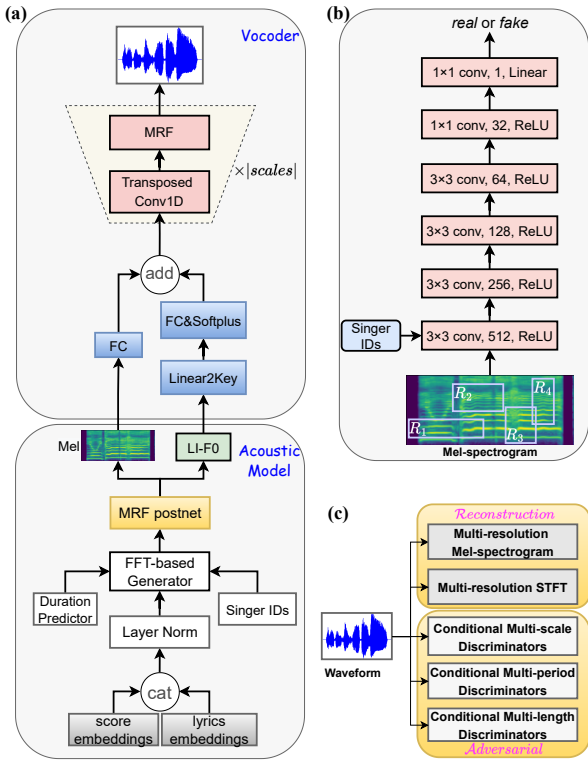 (a)
Vocoder
MRF
Transposed
Conv1D
×|scales|
add
FC&Softplus
FC
Linear2Key
Mel
LI-F0
Acoustic
Model
MRF postnet
FFT-based
Generator
Duration
Predictor
Singer IDs
Layer Norm
cat
score
embeddings
lyrics
embeddings
(b)
real or fake
1×1 conv, 1, Linear
1×1 conv, 32, ReLU
3×3 conv, 64, ReLU
3×3 conv, 128, ReLU
3×3 conv, 256, ReLU
Singer
IDs
3×3 conv, 512, ReLU
R1
R2
R3
R4
Mel-spectrogram
(c)
Reconstruction
Multi-resolution
Mel-spectrogram
Multi-resolution STFT
Waveform
Conditional Multi-scale
Discriminators
Conditional Multi-period
Discriminators
Conditional Multi-length
Discriminators
Adversarial